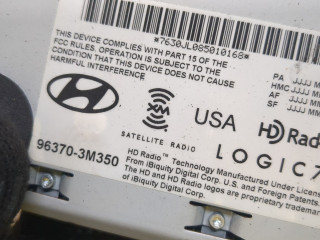 *7630JL085010168*
THIS DEVICE COMPLIES WITH PART 15 OF THE
FCC RULES. OPERATION IS SUBJECT TO THE
CONDITION THAT THIS DEVICE DOES NOT CAUSE
HARMFUL INTERFERENCE
PA
HMC
AF
SF
XM
SATELLITE RADIO
USA
HD Radio
LOGIC7
96370-3M350
HD Radio™ Technology Manufactured Under License
From iBiquity Digital Corp. U.S. and Foreign Patents.
The HD and HD Radio logos are proprietary
of iBiquity Digital Corp.